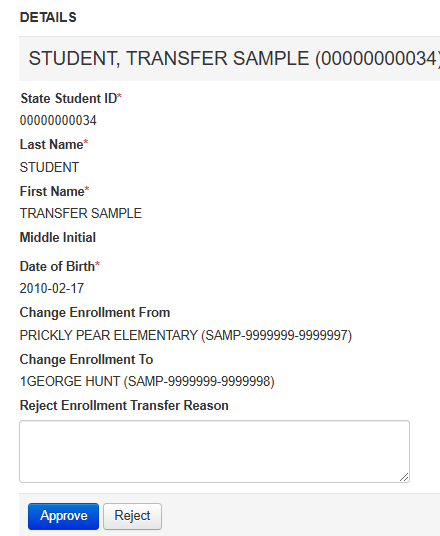 DETAILS
STUDENT, TRANSFER SAMPLE (00000000034)
State Student ID*
00000000034
Last Name*
STUDENT
First Name*
TRANSFER SAMPLE
Middle Initial
Date of Birth*
2010-02-17
Change Enrollment From
PRICKLY PEAR ELEMENTARY (SAMP-9999999-9999997)
Change Enrollment To
1GEORGE HUNT (SAMP-9999999-9999998)
Reject Enrollment Transfer Reason
Approve Reject